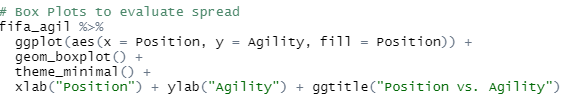 # Box Plots to evaluate spread
fifa_agil %>%
  ggplot(aes(x = Position, y = Agility, fill = Position)) +
  geom_boxplot() +
  theme_minimal() +
  xlab("Position") + ylab("Agility") + ggtitle("Position vs. Agility")